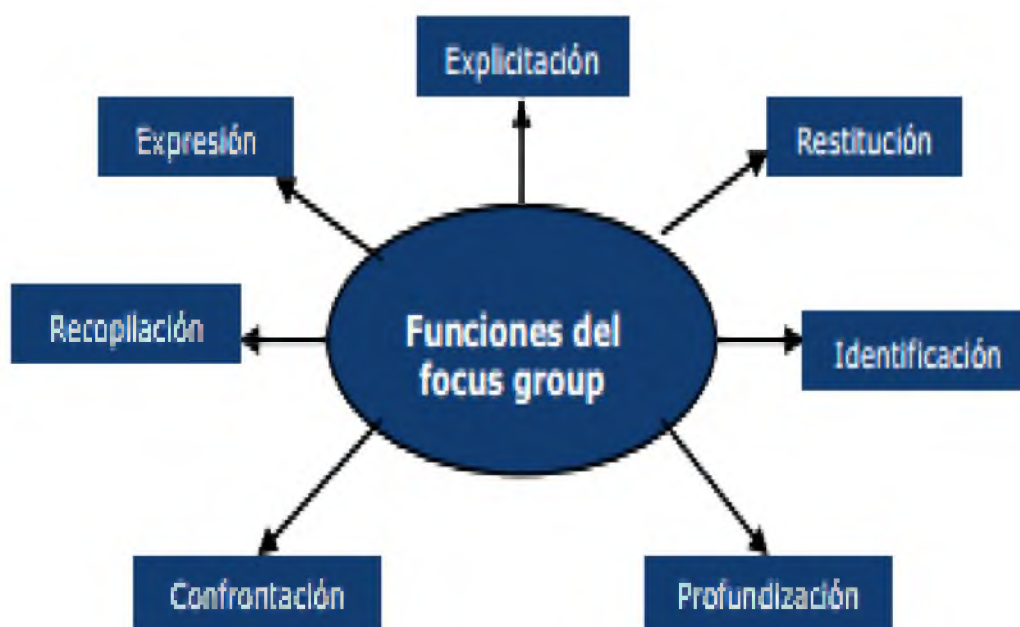 Explicitación
Expresión
Restitución
Recopilación
Funciones del
focus group
Identificación
Confrontación
Profundización